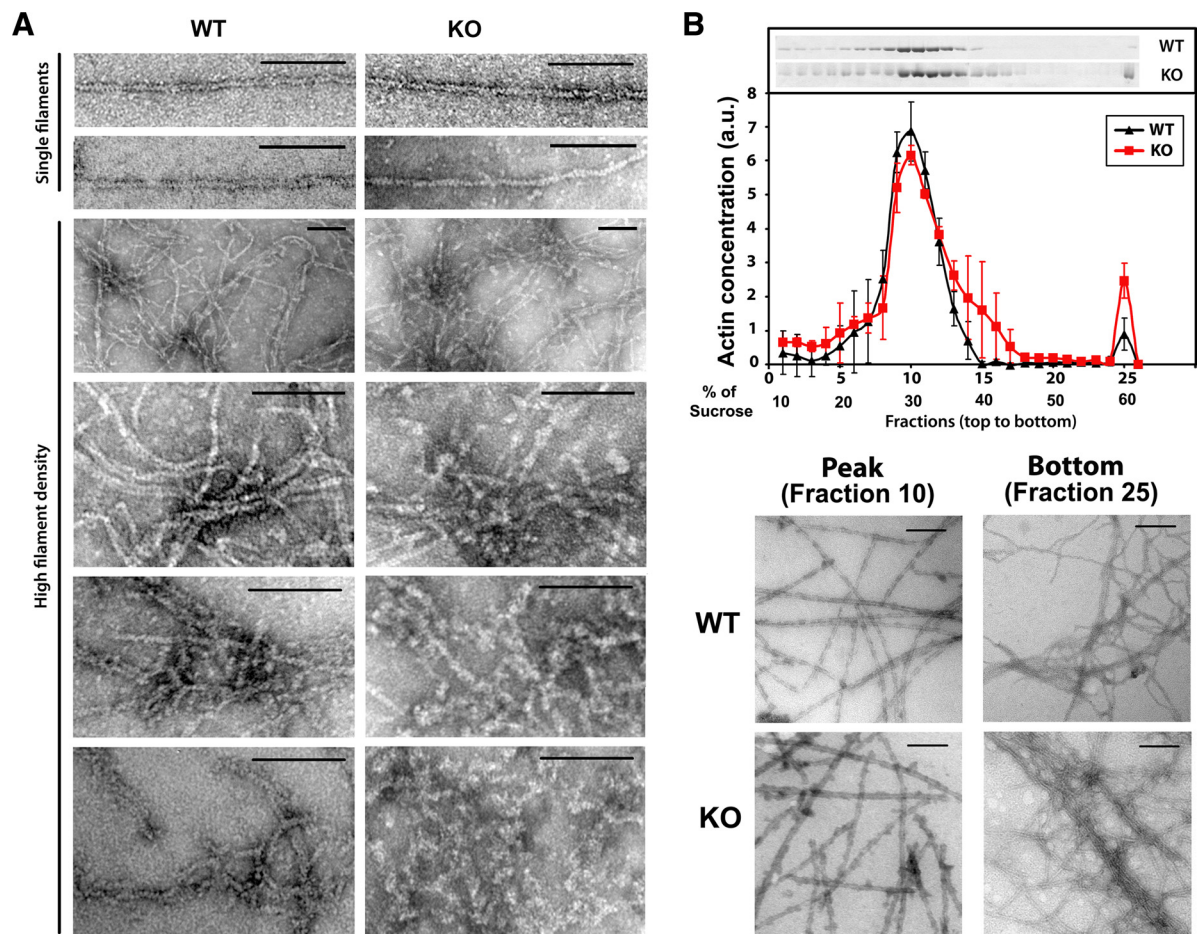 A
WT
KO
Single filaments
High filament density
B
WT
KO
Actin concentration (a.u.)
8
7
6
5
4
3
2
1
0
WT
KO
0 5 10 15 20 25
% of Sucrose
10 20 30 40 50 60
Fractions (top to bottom)
Peak
(Fraction 10)
Bottom
(Fraction 25)
WT
KO